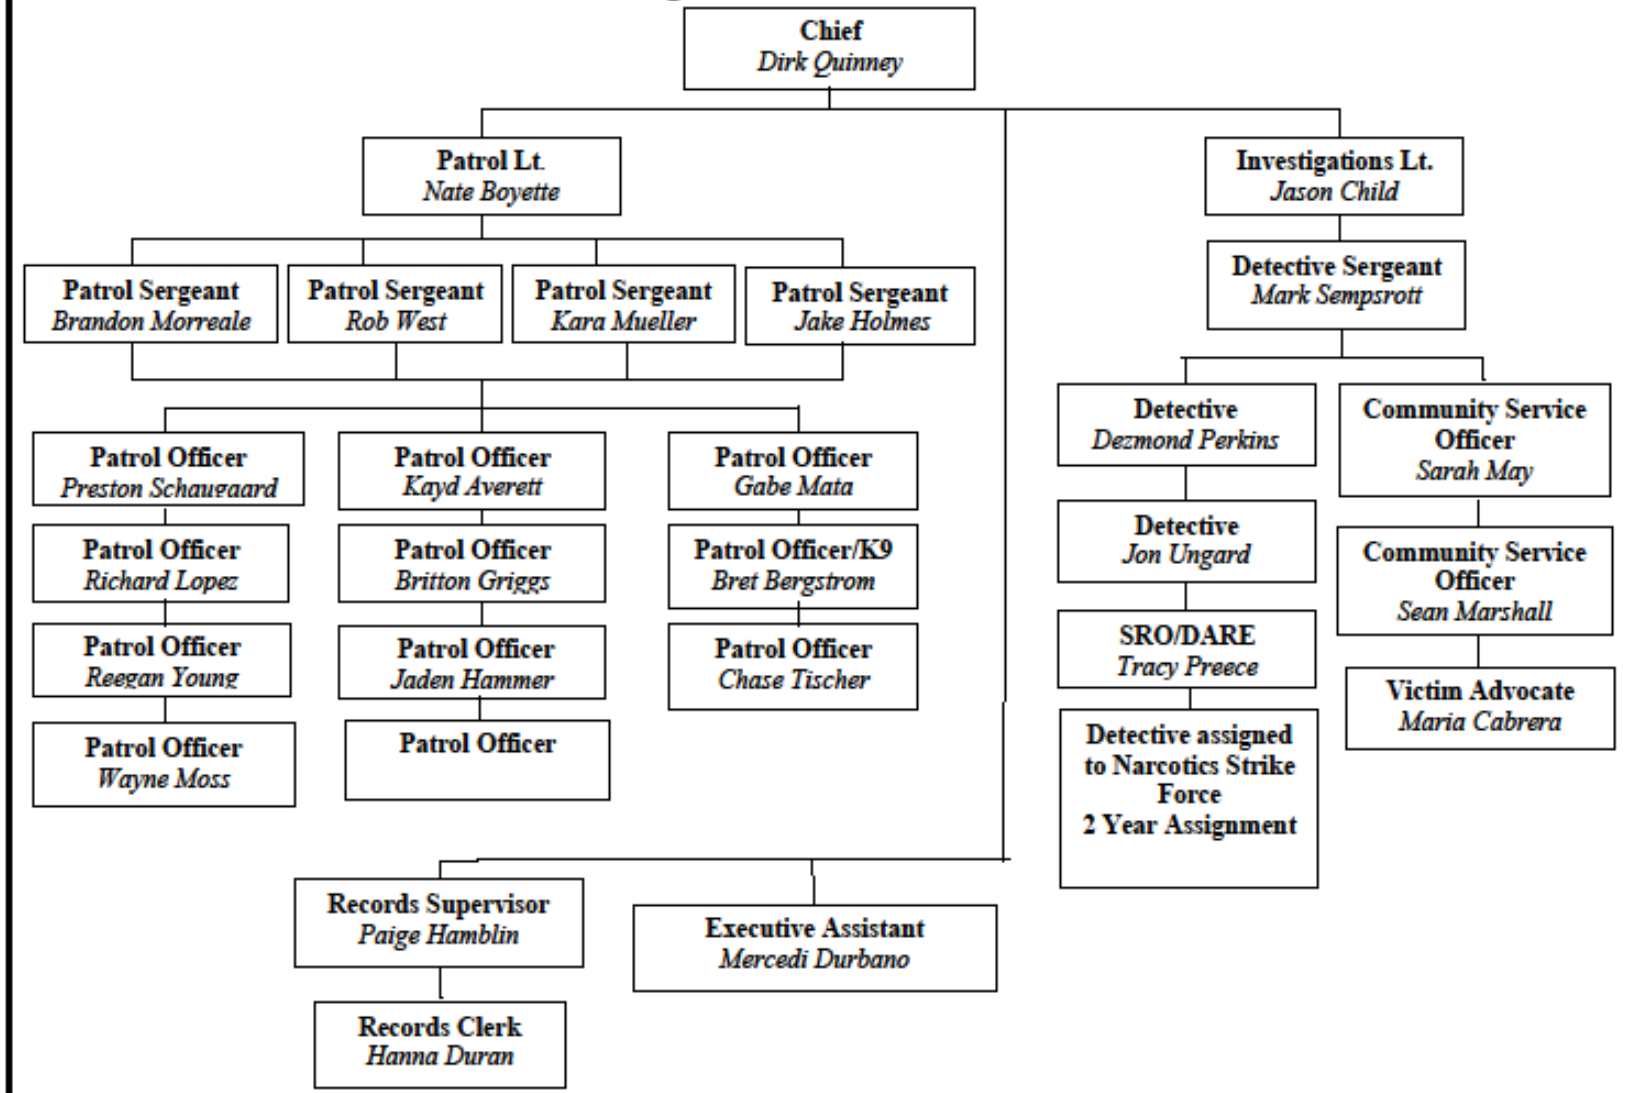 Chief
Dirk Quinney
Patrol Lt.
Nate Boyette
Investigations Lt.
Jason Child
Patrol Sergeant
Brandon Morreale
Patrol Sergeant
Rob West
Patrol Sergeant
Kara Mueller
Patrol Sergeant
Jake Holmes
Detective Sergeant
Mark Sempsrott
Patrol Officer
Preston Schaugaard
Patrol Officer
Richard Lopez
Patrol Officer
Reegan Young
Patrol Officer
Wayne Moss
Patrol Officer
Kayd Averett
Patrol Officer
Britton Griggs
Patrol Officer
Jaden Hammer
Patrol Officer
Patrol Officer
Gabe Mata
Patrol Officer/K9
Bret Bergstrom
Patrol Officer
Chase Tischer
Detective
Dezmond Perkins
Detective
Jon Ungard
SRO/DARE
Tracy Preece
Detective assigned
to Narcotics Strike
Force
2 Year Assignment
Community Service
Officer
Sarah May
Community Service
Officer
Sean Marshall
Victim Advocate
Maria Cabrera
Records Supervisor
Paige Hamblin
Executive Assistant
Mercedi Durbano
Records Clerk
Hanna Duran